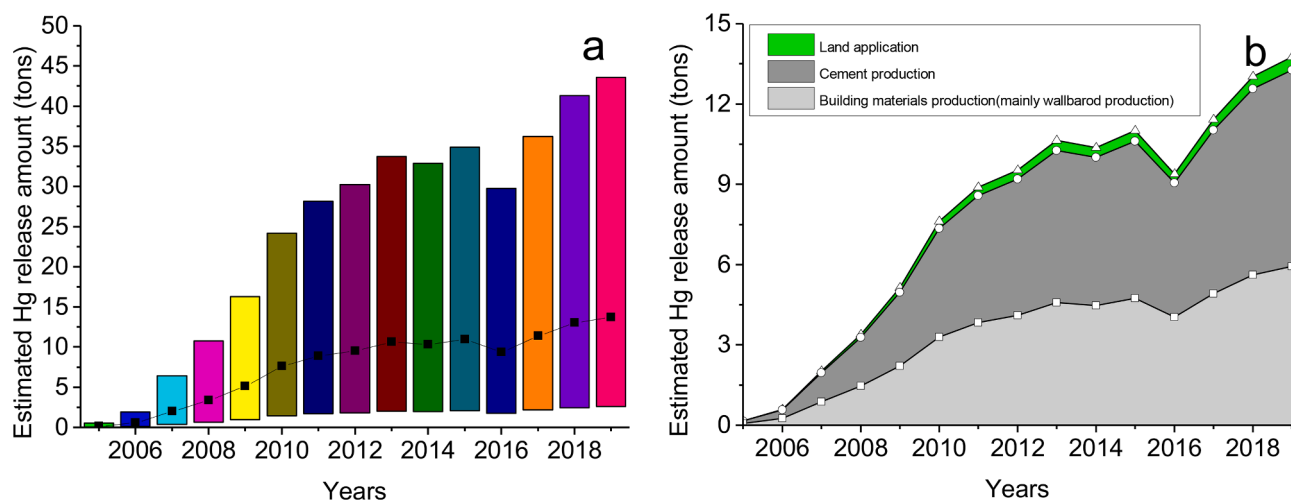 a
Estimated Hg release amount (tons)
50
45
40
35
30
25
20
15
10
5
0
2006 2008 2010 2012 2014 2016 2018
Years
b
Estimated Hg release amount (tons)
15
12
9
6
3
0
Land application
Cement production
Building materials production(mainly wallbarod production)
2006 2008 2010 2012 2014 2016 2018
Years